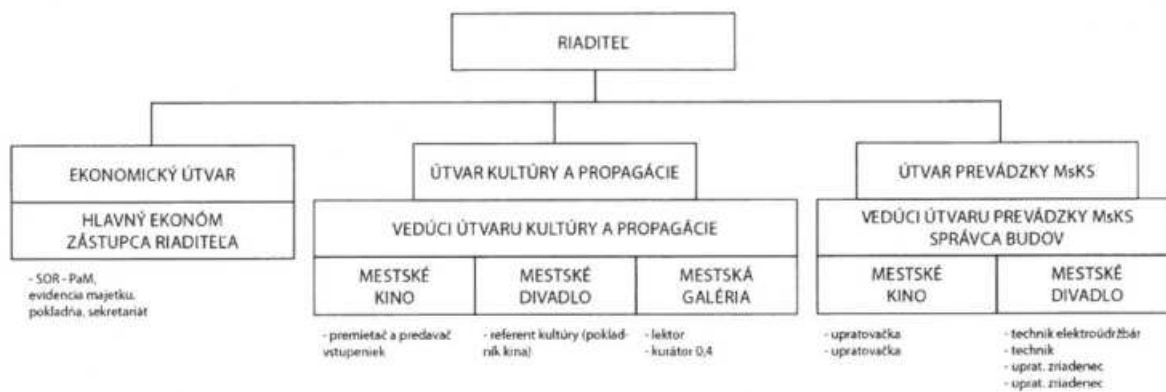 RIADITEĽ
EKONOMICKÝ ÚTVAR
HLAVNÝ EKONÓM
ZÁSTUPCA RIADITEĽA
- SOR - PaM,
evidencia majetku,
pokladňa, sekretariát
ÚTVAR KULTÚRY A PROPAGÁCIE
VEDÚCI ÚTVARU KULTÚRY A PROPAGÁCIE
MESTSKÉ
KINO
- premietač a predavač
vstupeniek
MESTSKÉ
DIVADLO
- referent kultúry (poklad-
ník kina)
MESTSKÁ
GALÉRIA
- lektor
- kurátor 0,4
ÚTVAR PREVÁDZKY MsKS
VEDÚCI ÚTVARU PREVÁDZKY MsKS
SPRÁVCA BUDOV
MESTSKÉ
KINO
- upratovačka
- upratovačka
MESTSKÉ
DIVADLO
- technik elektroúdržbár
- technik
- uprat. zriadenec
- uprat. zriadenec